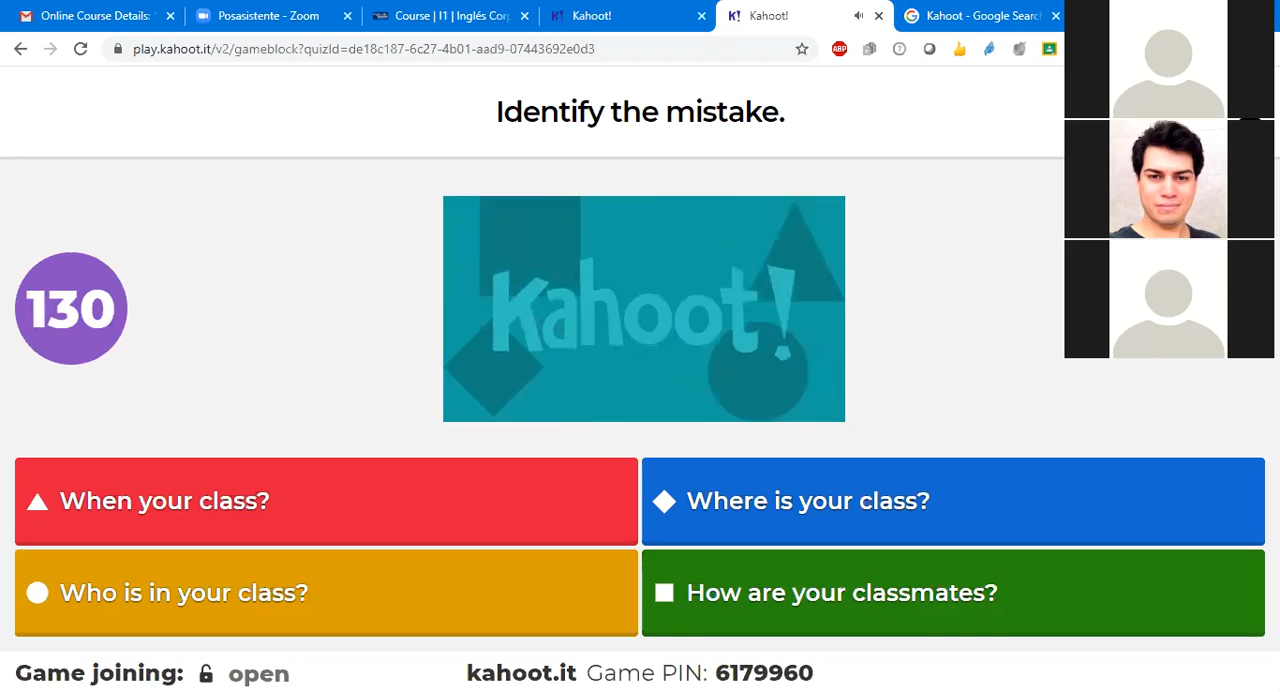 Online Course Details: "
Posasistente - Zoom
Course | I1 | Inglés Corp
Kahoot!
Kahoot!
Kahoot - Google Search
play.kahoot.it/v2/gameblock?quizId=de18c187-6c27-4b01-aad9-07443692e0d3
ABP
Identify the mistake.
130
Kahoot!
When your class?
Where is your class?
Who is in your class?
How are your classmates?
Game joining: open
kahoot.it Game PIN: 6179960